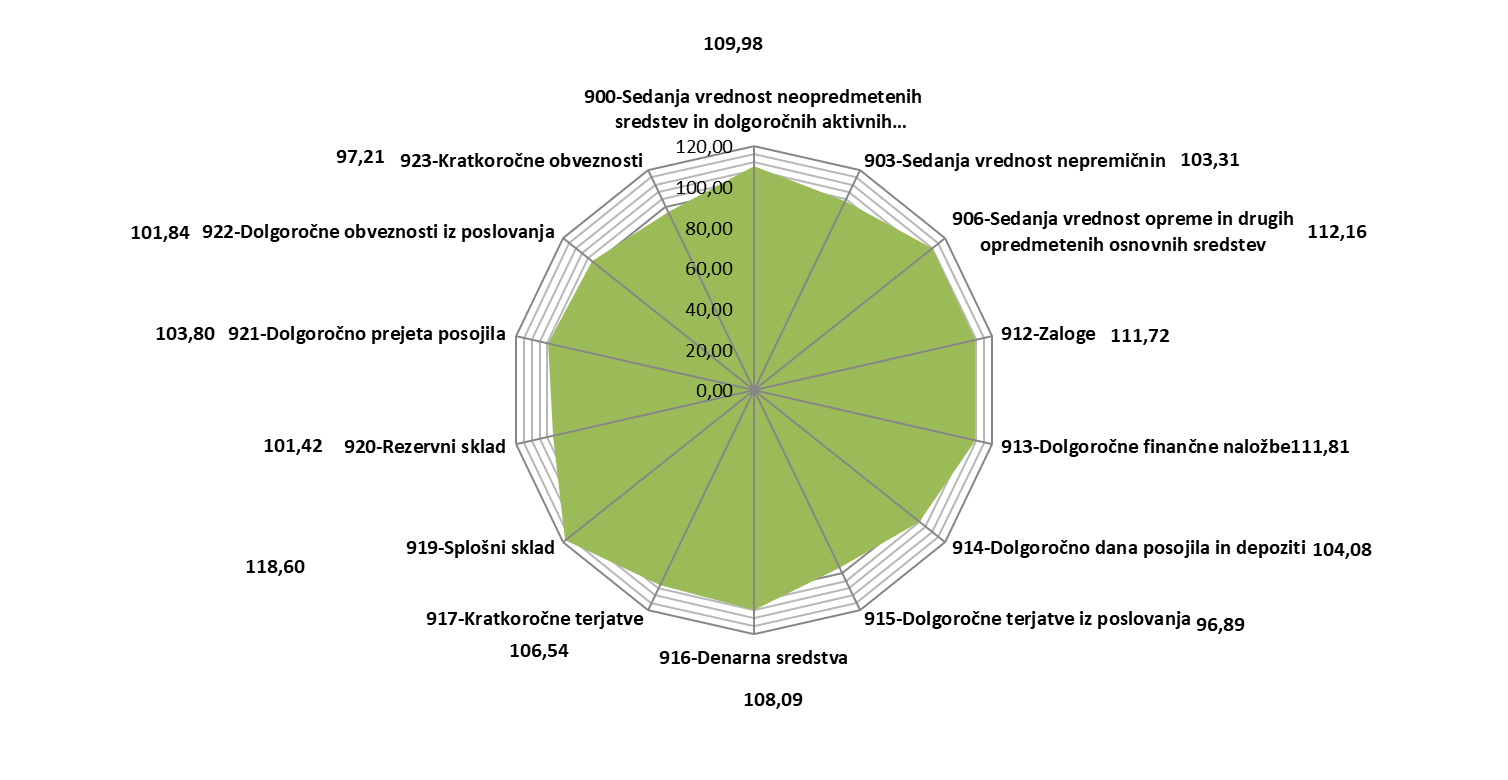 109,98
900-Sedanja vrednost neopredmetenih
sredstev in dolgoročnih aktivnih...
903-Sedanja vrednost nepremičnin 103,31
906-Sedanja vrednost opreme in drugih
opredmetenih osnovnih sredstev
112,16
912-Zaloge 111,72
913-Dolgoročne finančne naložbe 111,81
914-Dolgoročno dana posojila in depoziti 104,08
915-Dolgoročne terjatve iz poslovanja 96,89
916-Denarna sredstva
108,09
917-Kratkoročne terjatve
106,54
919-Splošni sklad
118,60
101,42 920-Rezervni sklad
103,80 921-Dolgoročno prejeta posojila
101,84 922-Dolgoročne obveznosti iz poslovanja
97,21 923-Kratkoročne obveznosti
120,00
100,00
80,00
60,00
40,00
20,00
0,00